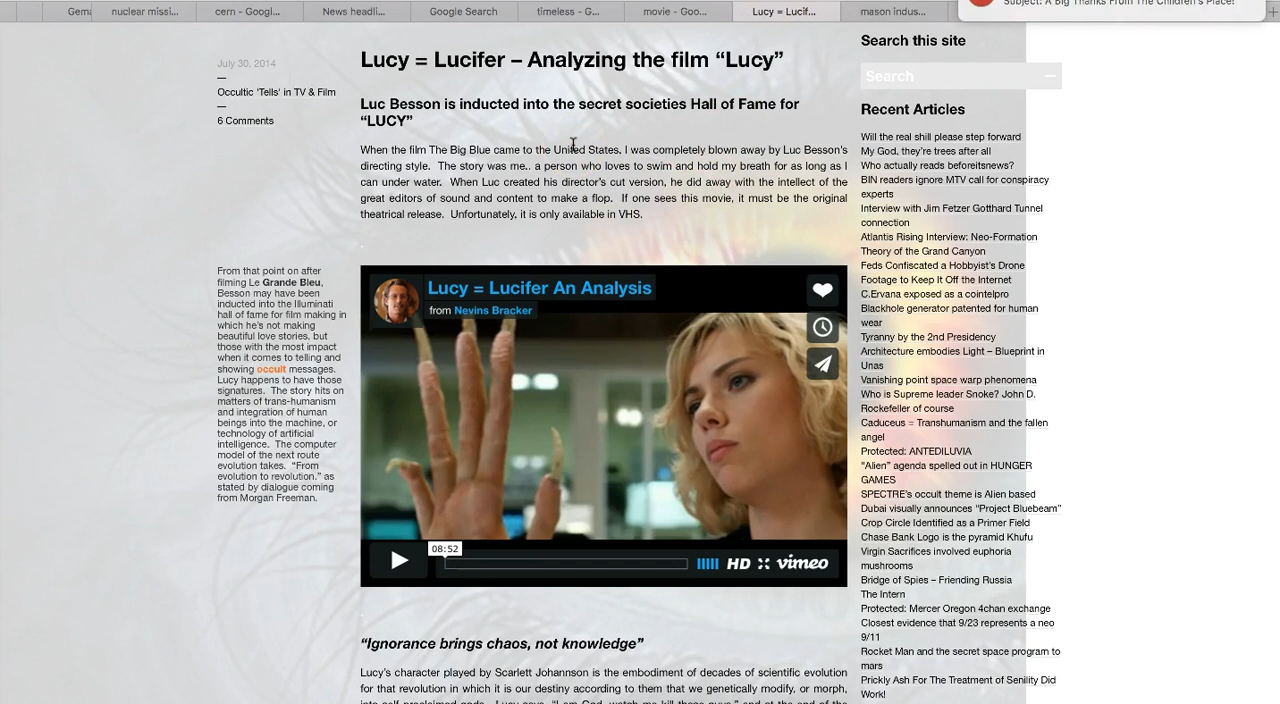 Gema
nuclear missi...
cern - Googl...
News headli...
Google Search
timeless - G...
movie - Goo...
Lucy = Lucif...
mason indus...
Subject: A Big Thanks From The Children's Place!
July 30, 2014
—
Occultic 'Tells' in TV & Film
—
6 Comments
Lucy = Lucifer – Analyzing the film “Lucy”
Luc Besson is inducted into the secret societies Hall of Fame for
“LUCY”
When the film The Big Blue came to the United States, I was completely blown away by Luc Besson's
directing style. The story was me.. a person who loves to swim and hold my breath for as long as I
can under water. When Luc created his director's cut version, he did away with the intellect of the
great editors of sound and content to make a flop. If one sees this movie, it must be the original
theatrical release. Unfortunately, it is only available in VHS.
From that point on after
filming Le Grande Bleu,
Besson may have been
inducted into the Illuminati
hall of fame for film making in
which he's not making
beautiful love stories, but
those with the most impact
when it comes to telling and
showing occult messages.
Lucy happens to have those
signatures. The story hits on
matters of trans-humanism
and integration of human
beings into the machine, or
technology of artificial
intelligence. The computer
model of the next route
evolution takes. “From
evolution to revolution.” as
stated by dialogue coming
from Morgan Freeman.
Lucy = Lucifer An Analysis
from Nevins Bracker
08:52
HD
vimeo
“Ignorance brings chaos, not knowledge”
Lucy's character played by Scarlett Johannson is the embodiment of decades of scientific evolution
for that revolution in which it is our destiny according to them that we genetically modify, or morph,
into self-proclaimed gods. Lucy says, “I am God, watch me kill these guys,” and at the end of the
Search this site
Search
Recent Articles
Will the real shill please step forward
My God, they're trees after all
Who actually reads beforeitsnews?
BIN readers ignore MTV call for conspiracy
experts
Interview with Jim Fetzer Gotthard Tunnel
connection
Atlantis Rising Interview: Neo-Formation
Theory of the Grand Canyon
Feds Confiscated a Hobbyist's Drone
Footage to Keep It Off the Internet
C.Ervana exposed as a cointelpro
Blackhole generator patented for human
wear
Tyranny by the 2nd Presidency
Architecture embodies Light – Blueprint in
Unas
Vanishing point space warp phenomena
Who is Supreme leader Snoke? John D.
Rockefeller of course
Caduceus = Transhumanism and the fallen
angel
Protected: ANTEDILUVIA
“Alien” agenda spelled out in HUNGER
GAMES
SPECTRE's occult theme is Alien based
Dubai visually announces “Project Bluebeam”
Crop Circle Identified as a Primer Field
Chase Bank Logo is the pyramid Khufu
Virgin Sacrifices involved euphoria
mushrooms
Bridge of Spies – Friending Russia
The Intern
Protected: Mercer Oregon 4chan exchange
Closest evidence that 9/23 represents a neo
9/11
Rocket Man and the secret space program to
mars
Prickly Ash For The Treatment of Senility Did
Work!